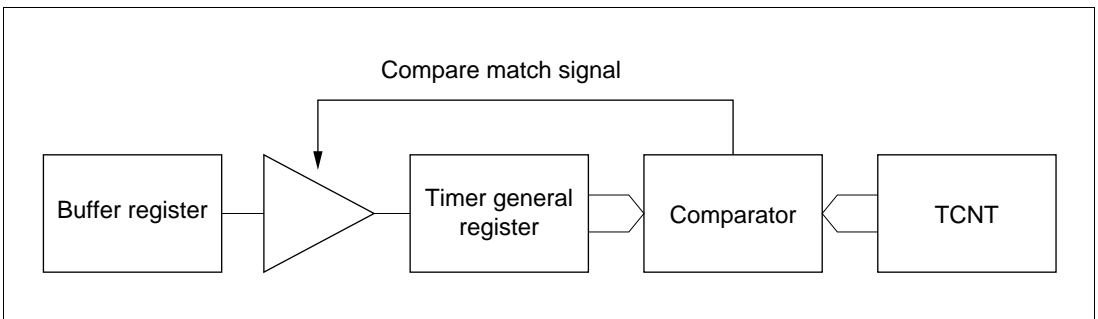 Compare match signal
Buffer register
Timer general
register
Comparator
TCNT